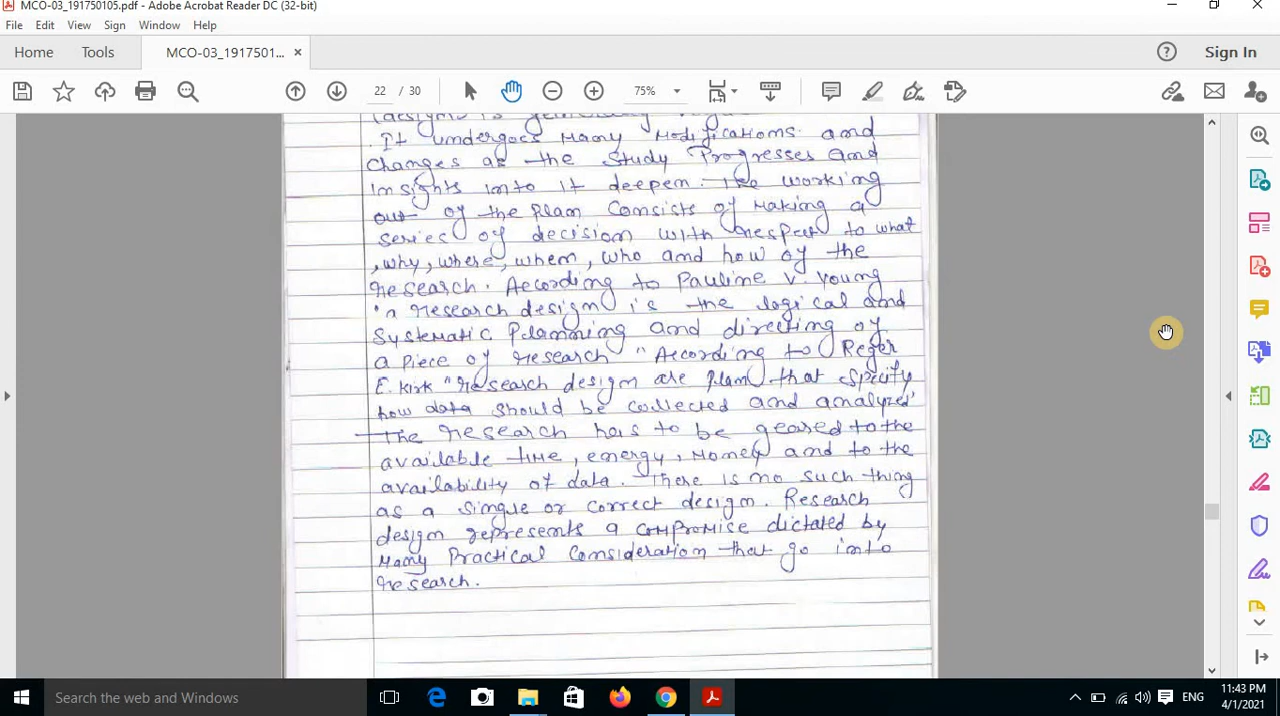 MCO-03_191750105.pdf - Adobe Acrobat Reader DC (32-bit)
File Edit View Sign Window Help
Home Tools MCO-03_1917501... × Sign In
22 / 30 75%
. It undergoes Many Modifications and
changes as the Study Progresses and
insights into it deepen. The working
out of the plan consists of Making a
series of decision with respect to what
, why, where, when, who and how of the
research. According to Pauline V. Young
"a research design is the logical and
systematic planning and directing of
a piece of research" According to Roger
E. Kirk "research design are plan that specify
how data should be collected and analyzed"
The research has to be geared to the
available time, energy, money and to the
availability of data. There is no such thing
as a single or correct design. Research
design represents a compromise dictated by
Many Practical Consideration that go into
research.
Search the web and Windows
ENG
11:43 PM
4/1/2021